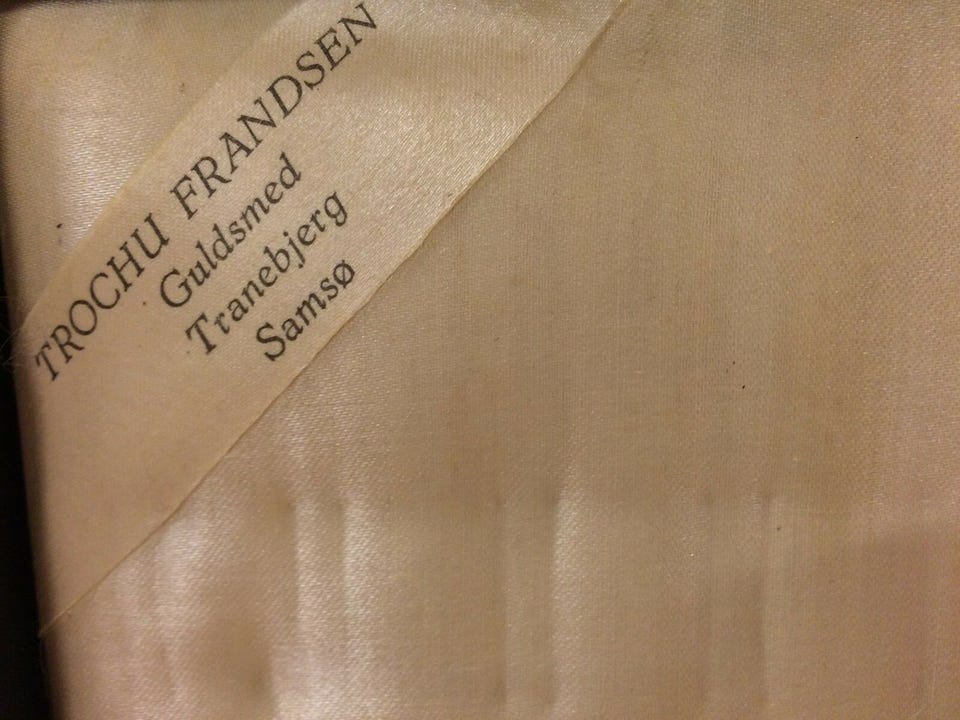 TROCHU FRANDSEN
Guldsmed
Tranebjerg
Samsø